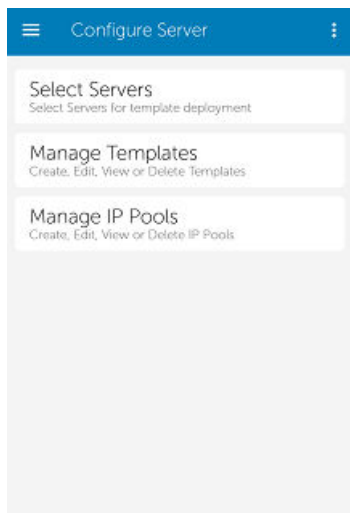 Configure Server
Select Servers
Select Servers for template deployment
Manage Templates
Create, Edit, View or Delete Templates
Manage IP Pools
Create, Edit, View or Delete IP Pools